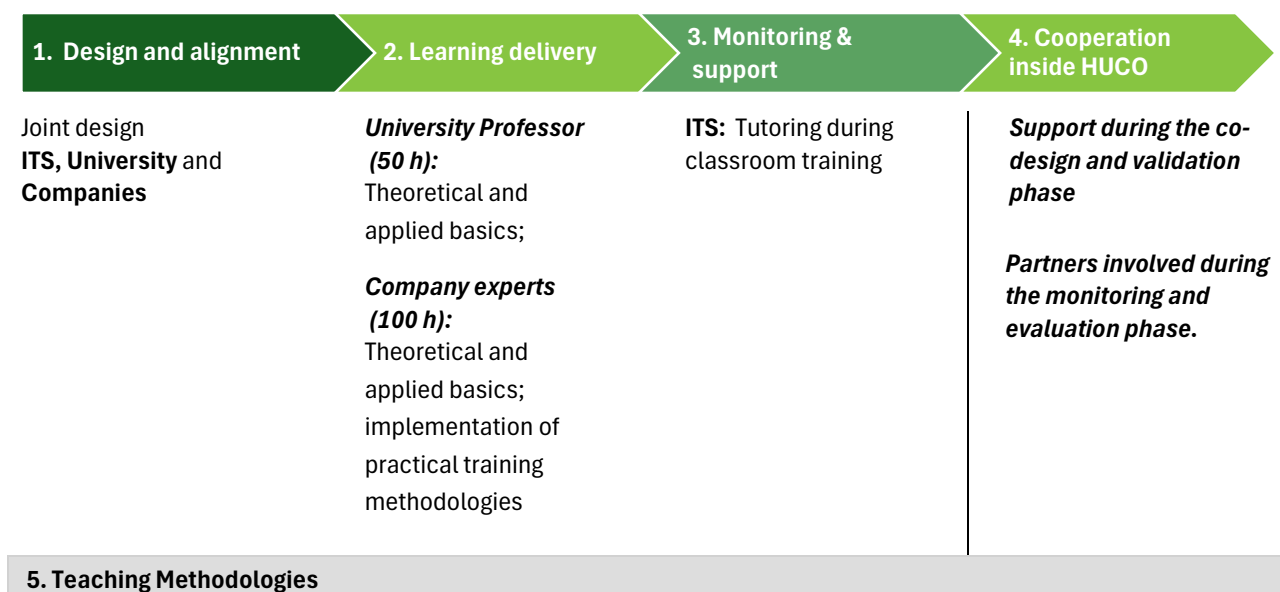 1. Design and alignment
2. Learning delivery
3. Monitoring &
support
4. Cooperation
inside HUCO
Joint design
ITS, University and
Companies
University Professor
(50 h):
Theoretical and
applied basics;
Company experts
(100 h):
Theoretical and
applied basics;
implementation of
practical training
methodologies
ITS: Tutoring during
classroom training
Support during the co-
design and validation
phase
Partners involved during
the monitoring and
evaluation phase.
5. Teaching Methodologies